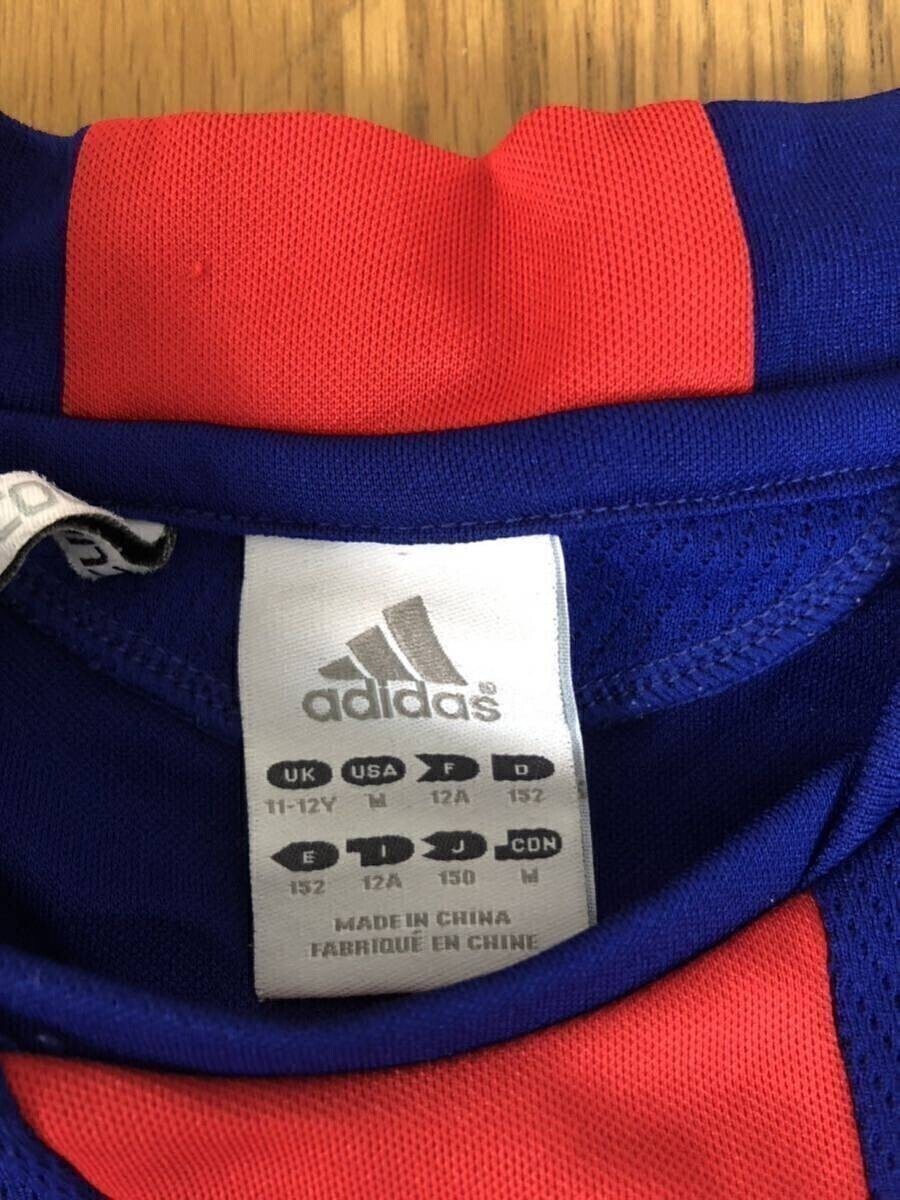 adidas®
UK USA F D
11-12Y M 12A 152
E I J CDN
152 12A 150 M
MADE IN CHINA
FABRIQUÉ EN CHINE